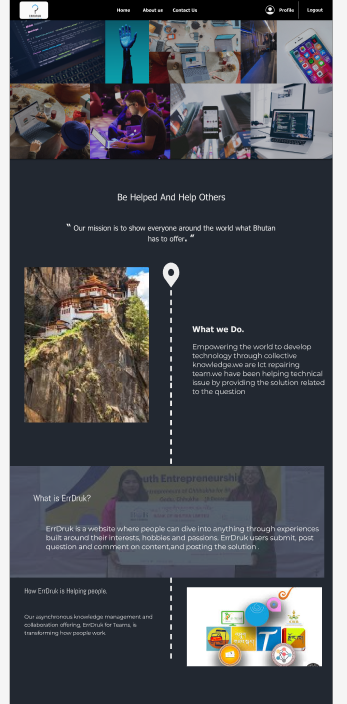 ERRDRUK
Home About us Contact Us Profile Logout
Be Helped And Help Others
“ Our mission is to show everyone around the world what Bhutan
has to offer. ”
What we Do.
Empowering the world to develop
technology through collective
knowledge.we are Ict repairing
team.we have been helping technical
issue by providing the solution related
to the question
uth Entrepreneurship
What is ErrDruk?
ErrDruk is a website where people can dive into anything through experiences
built around their interests, hobbies and passions. ErrDruk users submit, post
question and comment on content,and posting the solution .
How ErrDruk is Helping people.
Our asynchronous knowledge management and
collaboration offering, ErrDruk for Teams, is
transforming how people work